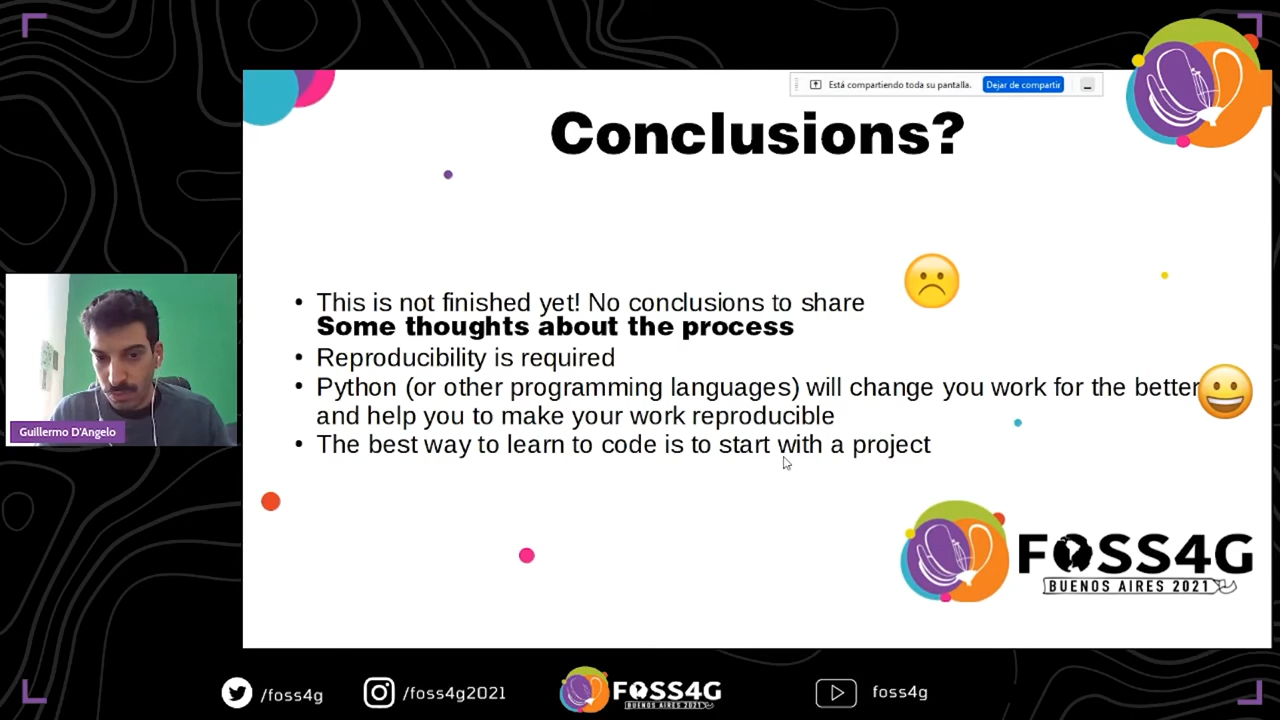 Está compartiendo toda su pantalla.
Dejar de compartir
Conclusions?
• This is not finished yet! No conclusions to share
Some thoughts about the process
• Reproducibility is required
• Python (or other programming languages) will change you work for the better
and help you to make your work reproducible
• The best way to learn to code is to start with a project
Guillermo D'Angelo
FOSS4G
BUENOS AIRES 2021
/foss4g
/foss4g2021
FOSS4G
BUENOS AIRES 2021
foss4g